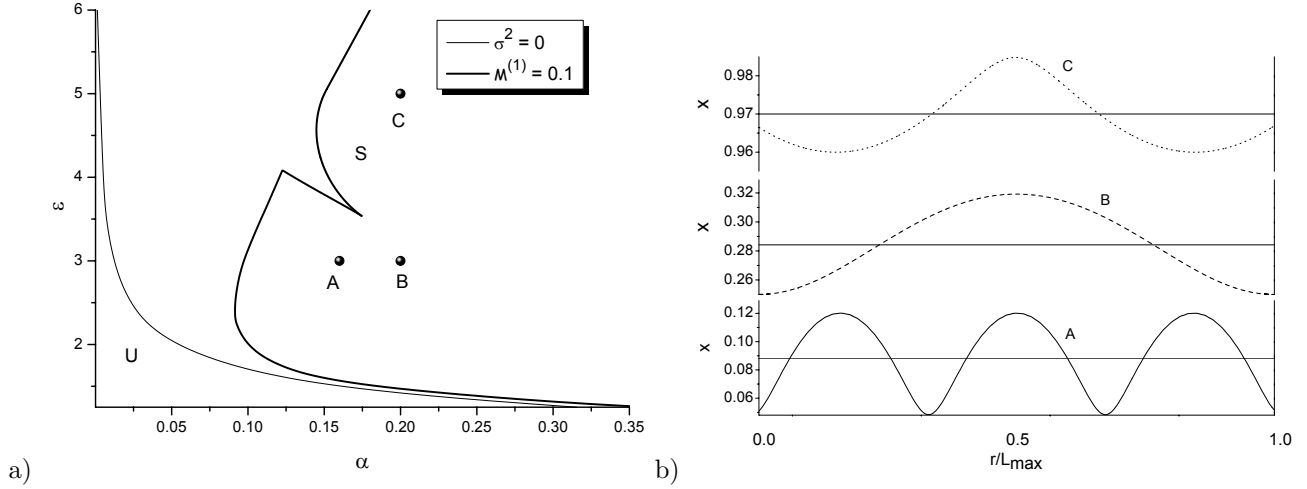 6
5
4
3
2
ε
σ² = 0
M⁽¹⁾ = 0.1
C
S
A
B
U
0.05
0.10
0.15
0.20
0.25
0.30
0.35
α
a)
0.98
0.97
0.96
x
C
0.32
0.30
0.28
0.26
x
B
0.12
0.10
0.08
0.06
x
A
0.0
0.5
1.0
r/Lmax
b)